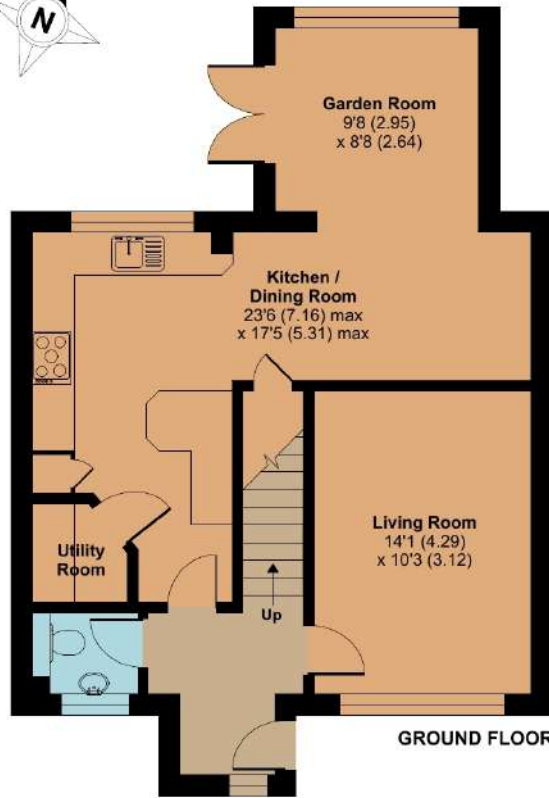 N
Garden Room
9'8 (2.95)
x 8'8 (2.64)
Kitchen /
Dining Room
23'6 (7.16) max
x 17'5 (5.31) max
Living Room
14'1 (4.29)
x 10'3 (3.12)
Utility
Room
Up
GROUND FLOOR